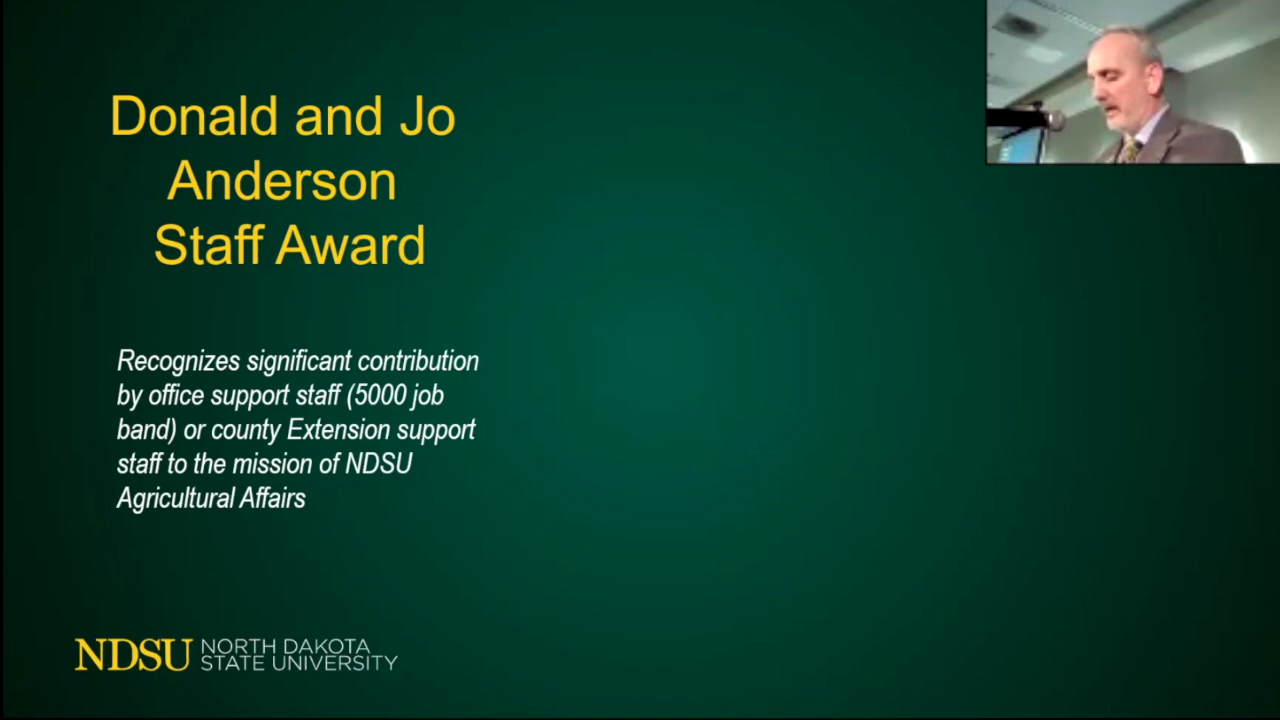 Donald and Jo
Anderson
Staff Award
Recognizes significant contribution
by office support staff (5000 job
band) or county Extension support
staff to the mission of NDSU
Agricultural Affairs
NDSU NORTH DAKOTA
STATE UNIVERSITY